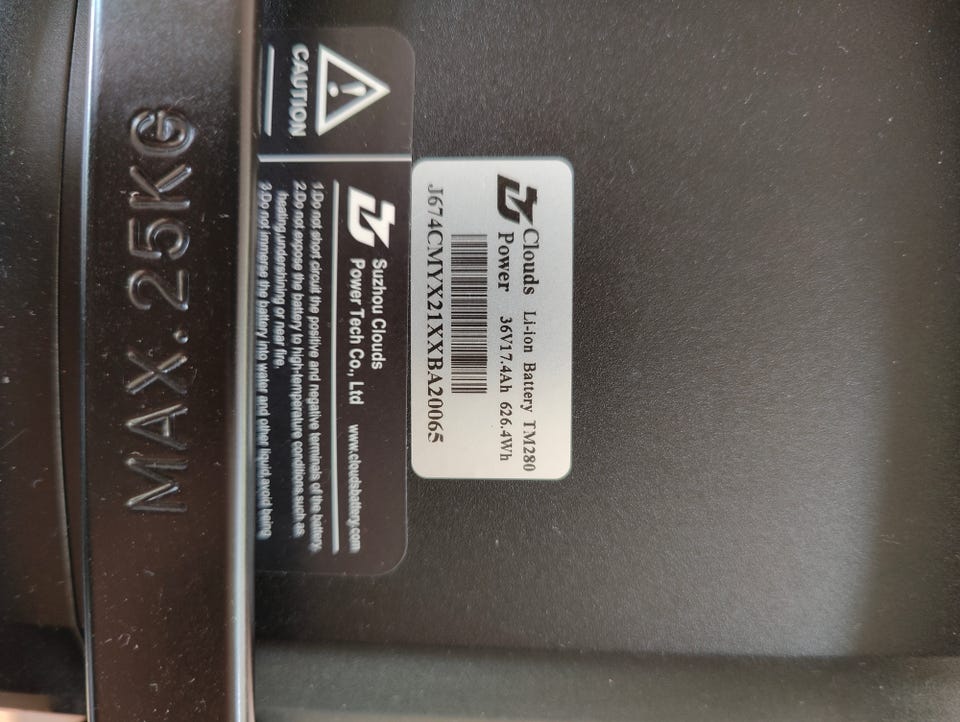 MAX.25KG
CAUTION
Suzhou Clouds
Power Tech Co., Ltd www.cloudsbattery.com
1.Do not short circuit the positive and negative terminals of the battery.
2.Do not expose the battery to high-temperature conditions,such as
heating,undershining or near fire.
3.Do not immerse the battery into water and other liquid,avoid being
Clouds Li-ion Battery TM280
Power 36V17.4Ah 626.4Wh
J674CMYX21XXBA20065